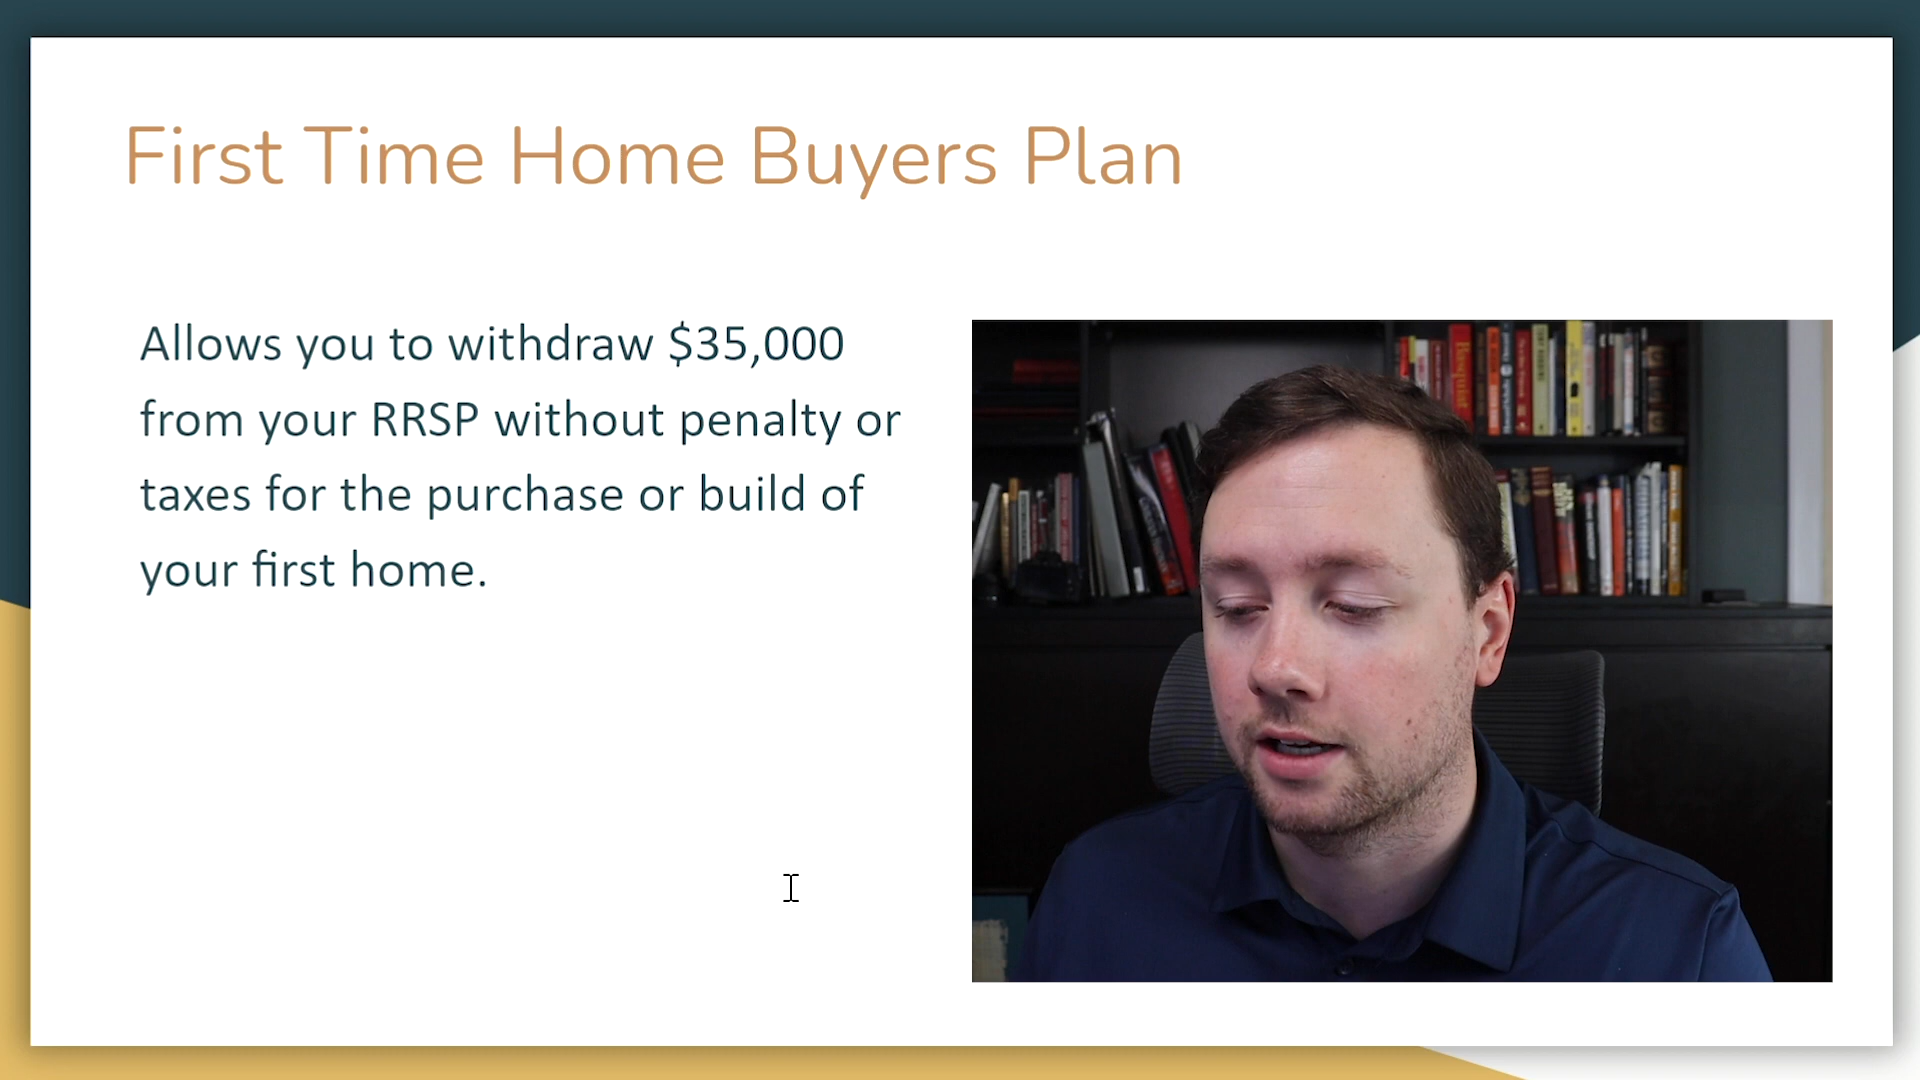 First Time Home Buyers Plan
Allows you to withdraw $35,000
from your RRSP without penalty or
taxes for the purchase or build of
your first home.